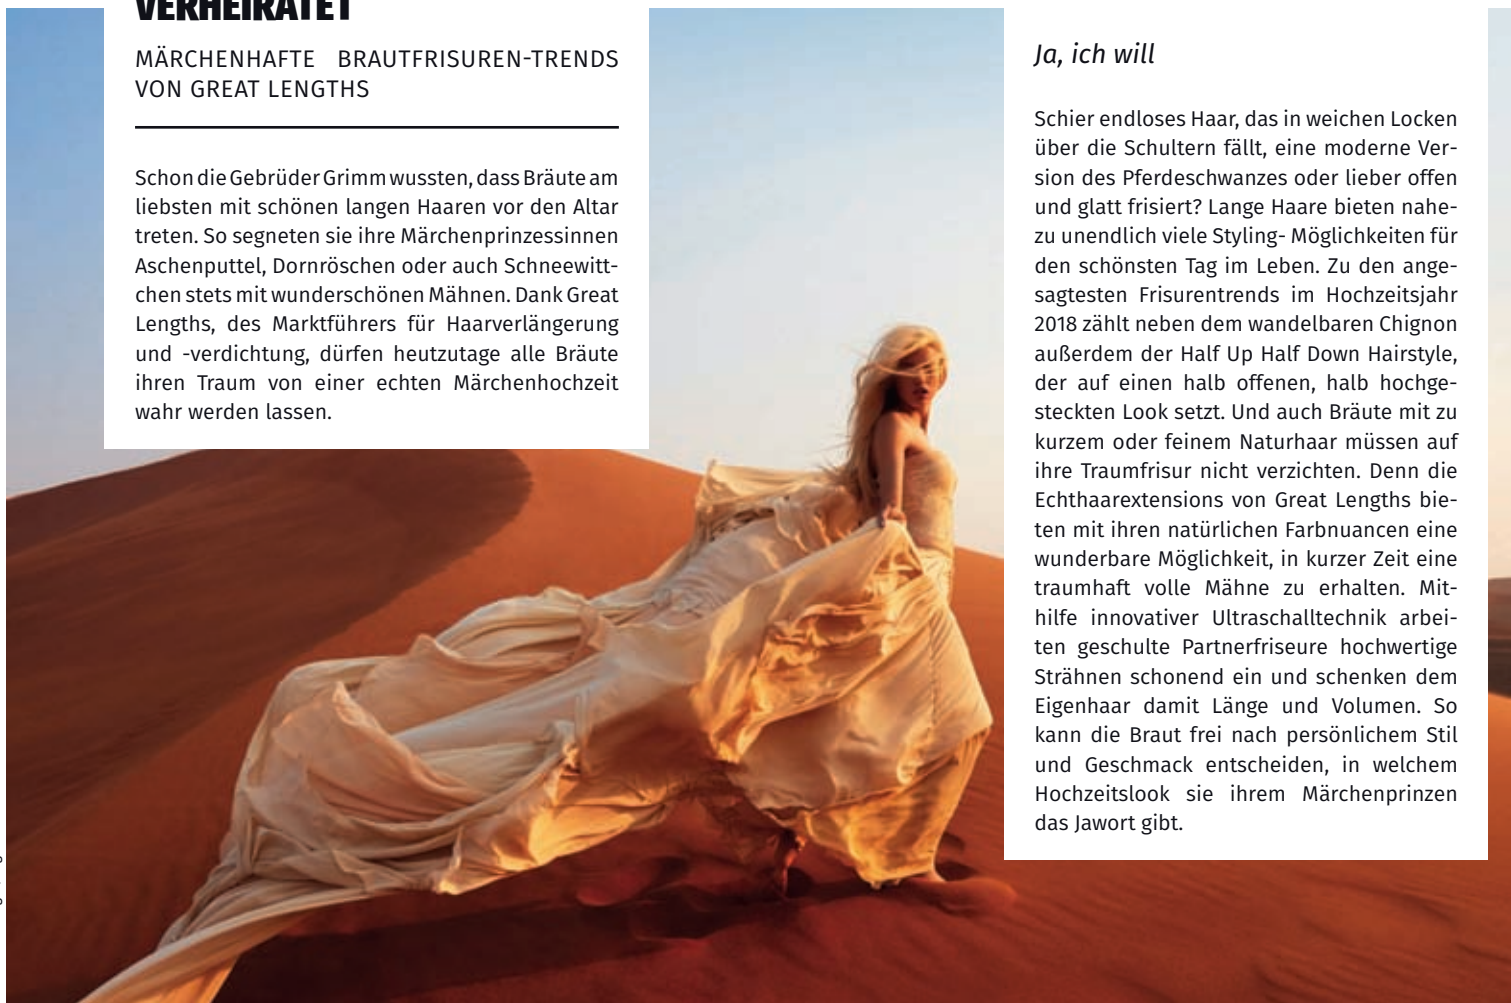 VERHEIRATET
MÄRCHENHAFTE BRAUTFRISUREN-TRENDS
VON GREAT LENGTHS
Schon die Gebrüder Grimm wussten, dass Bräute am
liebsten mit schönen langen Haaren vor den Altar
treten. So segneten sie ihre Märchenprinzessinnen
Aschenputtel, Dornröschen oder auch Schneewitt-
chen stets mit wunderschönen Mähnen. Dank Great
Lengths, des Marktführers für Haarverlängerung
und -verdichtung, dürfen heutzutage alle Bräute
ihren Traum von einer echten Märchenhochzeit
wahr werden lassen.
Ja, ich will
Schier endloses Haar, das in weichen Locken
über die Schultern fällt, eine moderne Ver-
sion des Pferdeschwanzes oder lieber offen
und glatt frisiert? Lange Haare bieten nahe-
zu unendlich viele Styling- Möglichkeiten für
den schönsten Tag im Leben. Zu den ange-
sagtesten Frisurentrends im Hochzeitsjahr
2018 zählt neben dem wandelbaren Chignon
außerdem der Half Up Half Down Hairstyle,
der auf einen halb offenen, halb hochge-
steckten Look setzt. Und auch Bräute mit zu
kurzem oder feinem Naturhaar müssen auf
ihre Traumfrisur nicht verzichten. Denn die
Echthaarextensions von Great Lengths bie-
ten mit ihren natürlichen Farbnuancen eine
wunderbare Möglichkeit, in kurzer Zeit eine
traumhaft volle Mähne zu erhalten. Mit-
hilfe innovativer Ultraschalltechnik arbei-
ten geschulte Partnerfriseure hochwertige
Strähnen schonend ein und schenken dem
Eigenhaar damit Länge und Volumen. So
kann die Braut frei nach persönlichem Stil
und Geschmack entscheiden, in welchem
Hochzeitslook sie ihrem Märchenprinzen
das Jawort gibt.